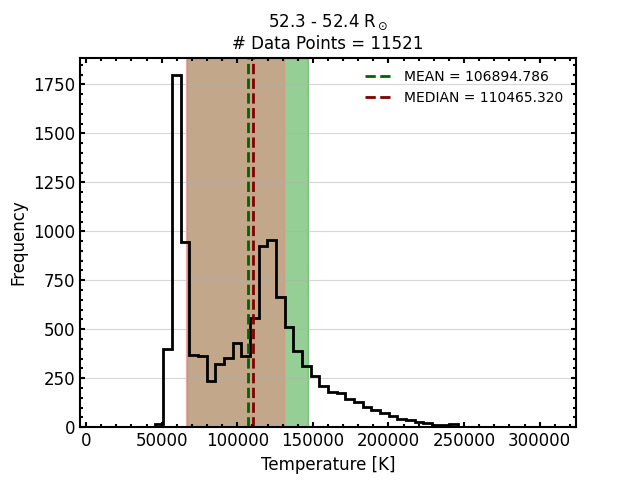 52.3 - 52.4 R⊙
# Data Points = 11521
MEAN = 106894.786
MEDIAN = 110465.320
Frequency
1750
1500
1250
1000
750
500
250
0
0 50000 100000 150000 200000 250000 300000
Temperature [K]